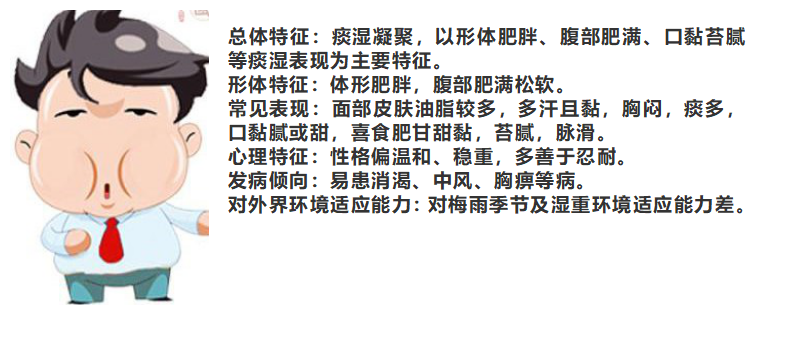 总体特征：痰湿凝聚，以形体肥胖、腹部肥满、口黏苔腻
等痰湿表现为主要特征。
形体特征：体形肥胖，腹部肥满松软。
常见表现：面部皮肤油脂较多，多汗且黏，胸闷，痰多，
口黏腻或甜，喜食肥甘甜黏，苔腻，脉滑。
心理特征：性格偏温和、稳重，多善于忍耐。
发病倾向：易患消渴、中风、胸痹等病。
对外界环境适应能力：对梅雨季节及湿重环境适应能力差。